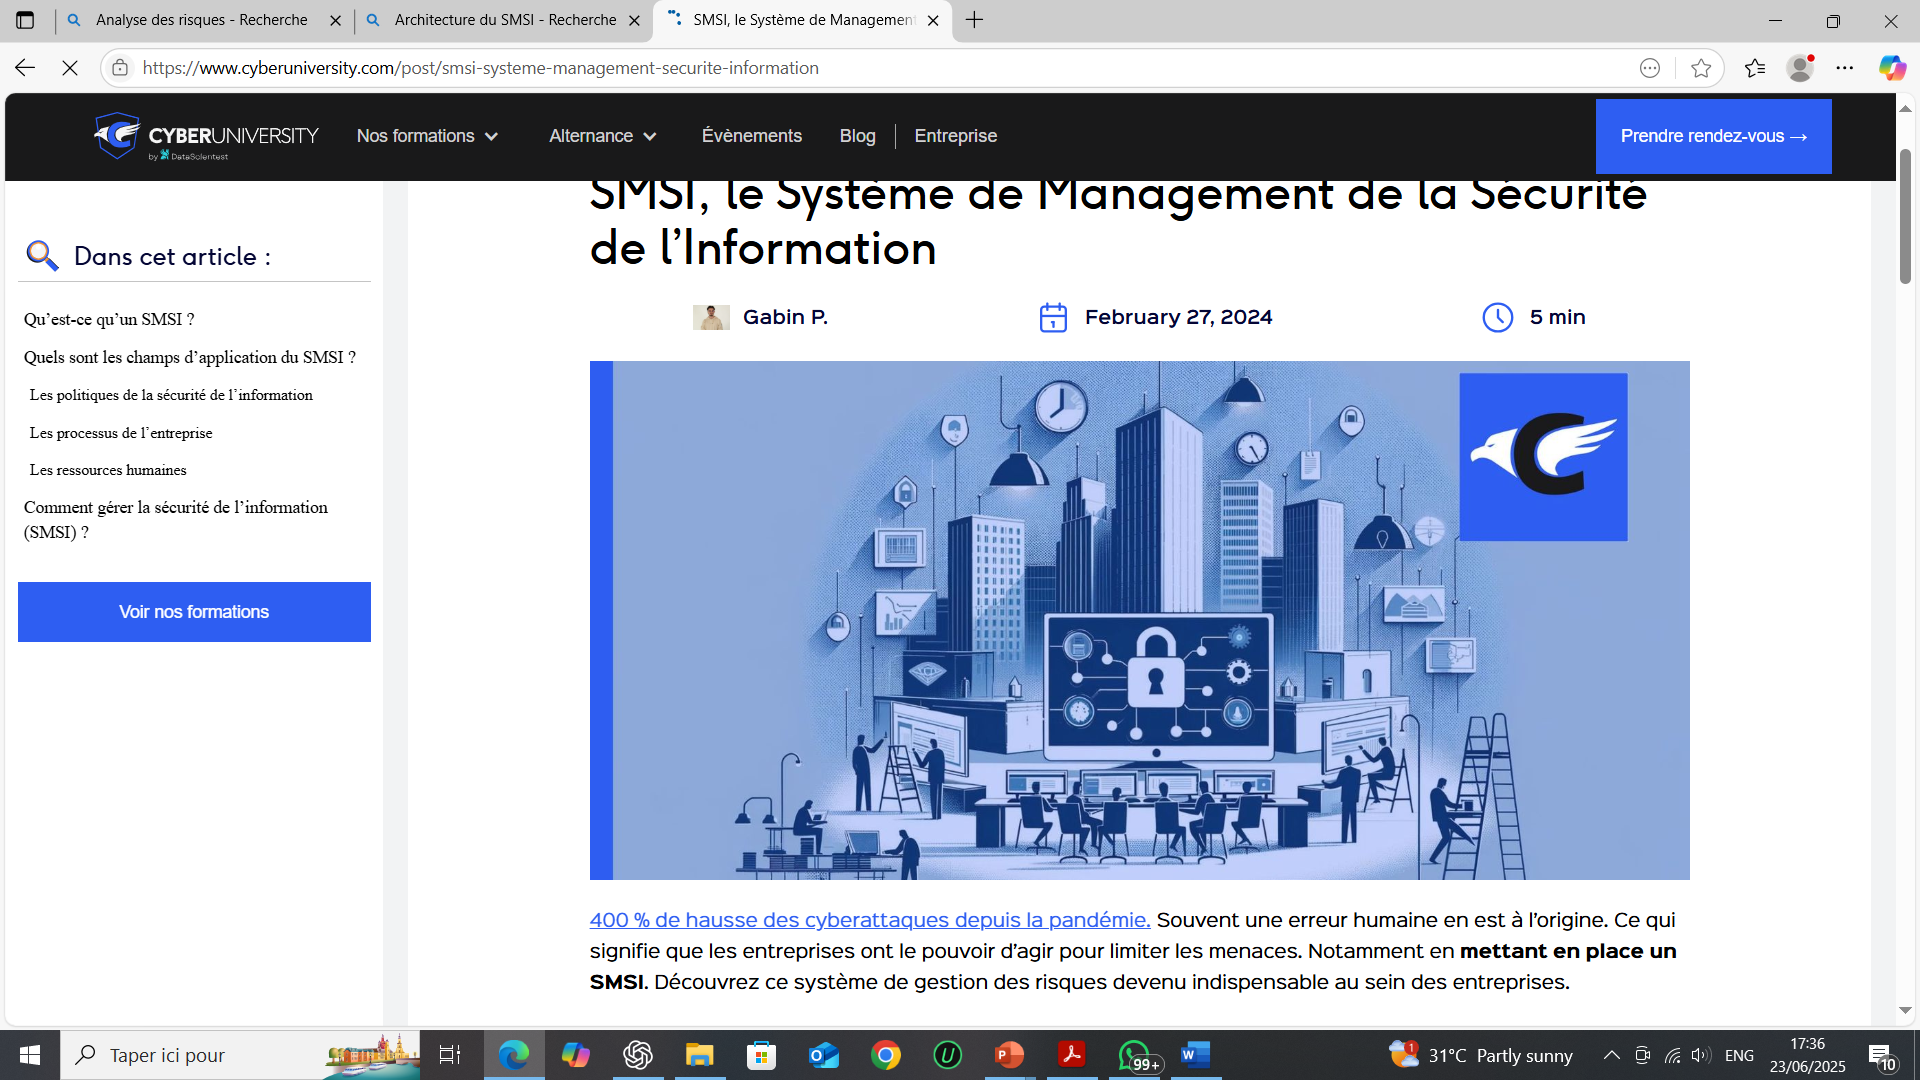 Analyse des risques - Recherche
Architecture du SMSI - Recherche
SMSI, le Système de Management
https://www.cyberuniversity.com/post/smsi-systeme-management-securite-information
CYBERUNIVERSITY
by DataScientest
Nos formations
Alternance
Évènements
Blog
Entreprise
Prendre rendez-vous →
SMSI, le Système de Management de la Sécurité
de l’Information
Gabin P.
February 27, 2024
5 min
Dans cet article :
Qu’est-ce qu’un SMSI ?
Quels sont les champs d’application du SMSI ?
Les politiques de la sécurité de l’information
Les processus de l’entreprise
Les ressources humaines
Comment gérer la sécurité de l’information
(SMSI) ?
Voir nos formations
400 % de hausse des cyberattaques depuis la pandémie. Souvent une erreur humaine en est à l’origine. Ce qui
signifie que les entreprises ont le pouvoir d’agir pour limiter les menaces. Notamment en mettant en place un
SMSI. Découvrez ce système de gestion des risques devenu indispensable au sein des entreprises.
Taper ici pour
99+
1
31°C Partly sunny
ENG
17:36
23/06/2025
10